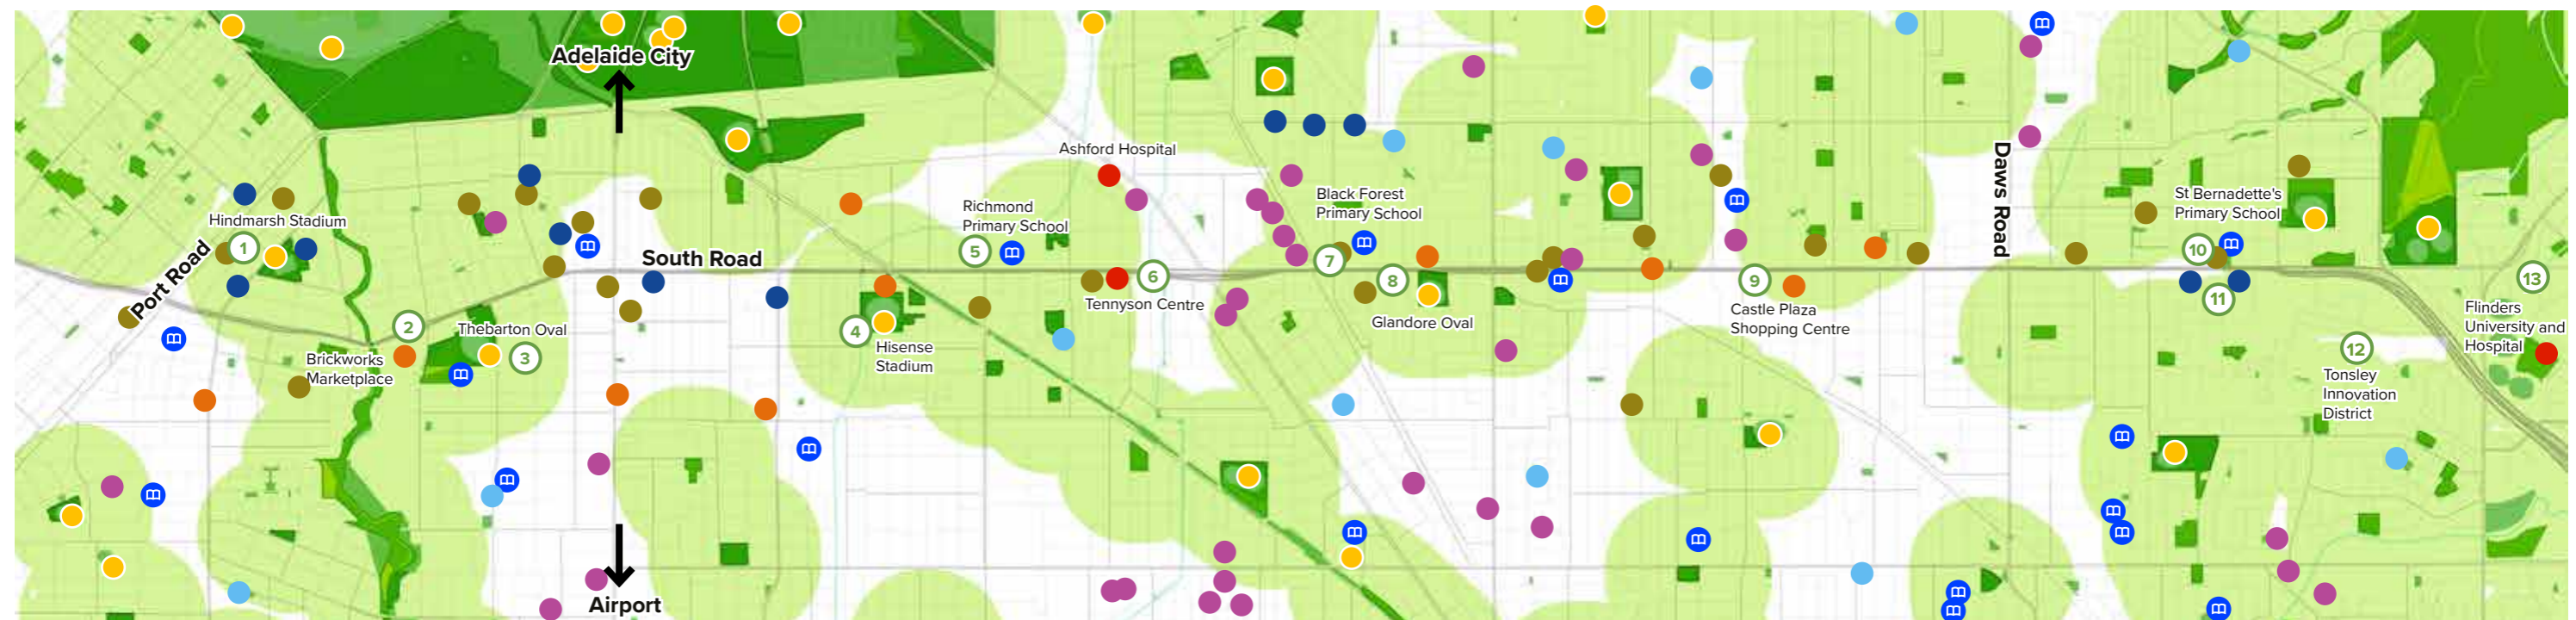 Adelaide City
Ashford Hospital
Daws Road
Hindmarsh Stadium
1
Port Road
South Road
Richmond
Primary School
5
Black Forest
Primary School
7
St Bernadette's
Primary School
10
6
Tennyson Centre
8
Glandore Oval
9
Castle Plaza
Shopping Centre
11
13
Flinders
University and
Hospital
2
Brickworks
Marketplace
Thebarton Oval
3
4
Hisense
Stadium
12
Tonsley
Innovation
District
Airport